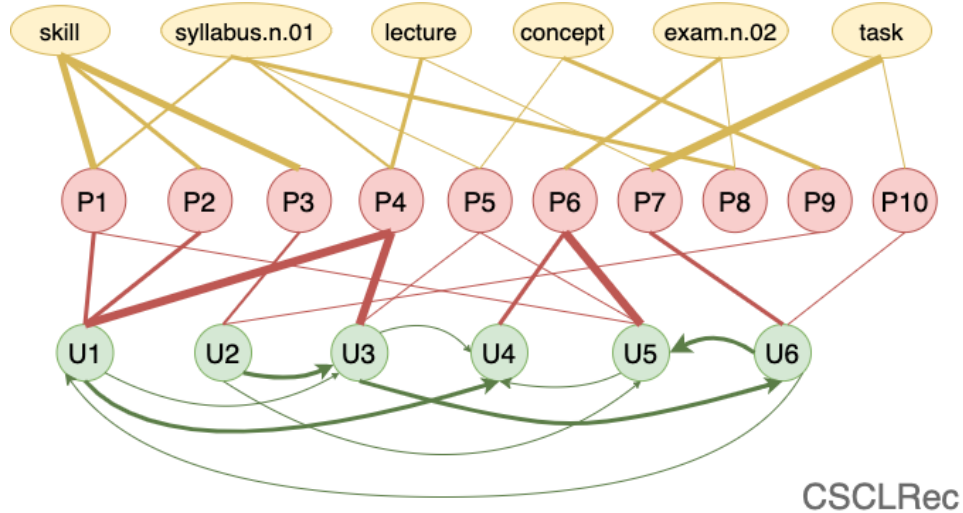 skill syllabus.n.01 lecture concept exam.n.02 task
P1 P2 P3 P4 P5 P6 P7 P8 P9 P10
U1 U2 U3 U4 U5 U6
CSCLRec